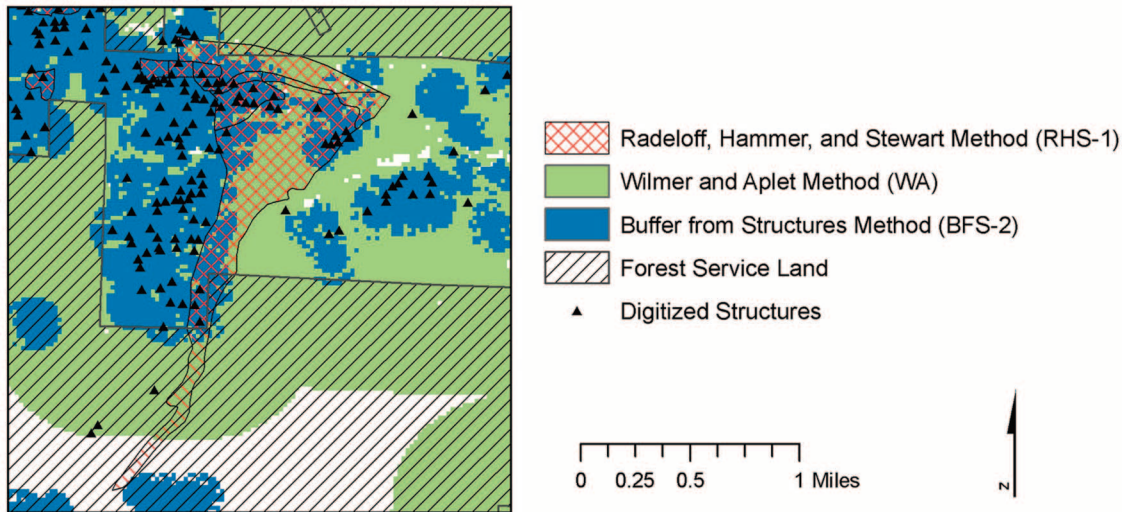 Radeloff, Hammer, and Stewart Method (RHS-1)
Wilmer and Aplet Method (WA)
Buffer from Structures Method (BFS-2)
Forest Service Land
Digitized Structures
0 0.25 0.5 1 Miles
N